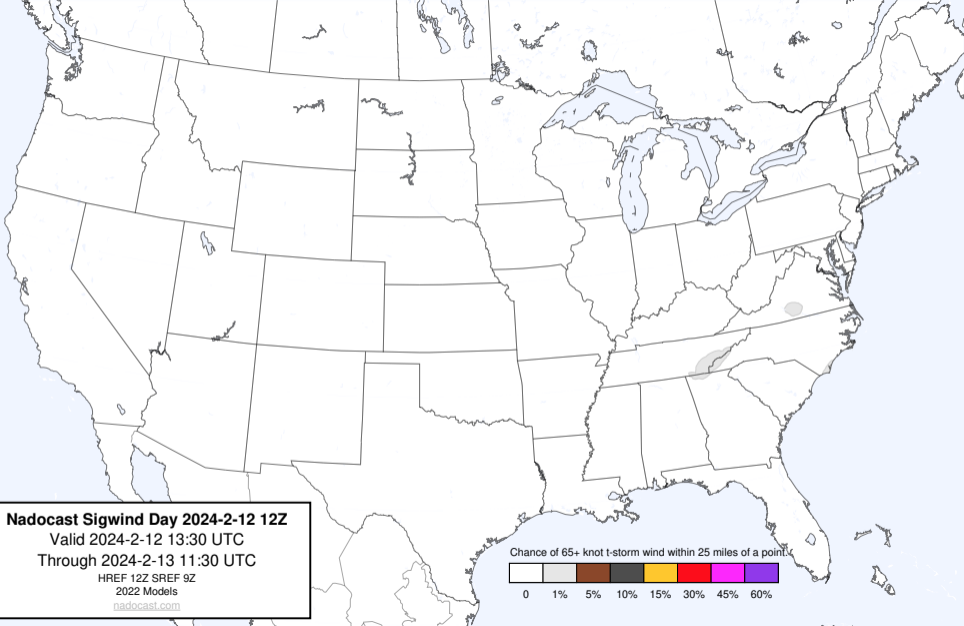 Nadocast Sigwind Day 2024-2-12 12Z
Valid 2024-2-12 13:30 UTC
Through 2024-2-13 11:30 UTC
HREF 12Z SREF 9Z
2022 Models
nadocast.com
Chance of 65+ knot t-storm wind within 25 miles of a point.
0 1% 5% 10% 15% 30% 45% 60%